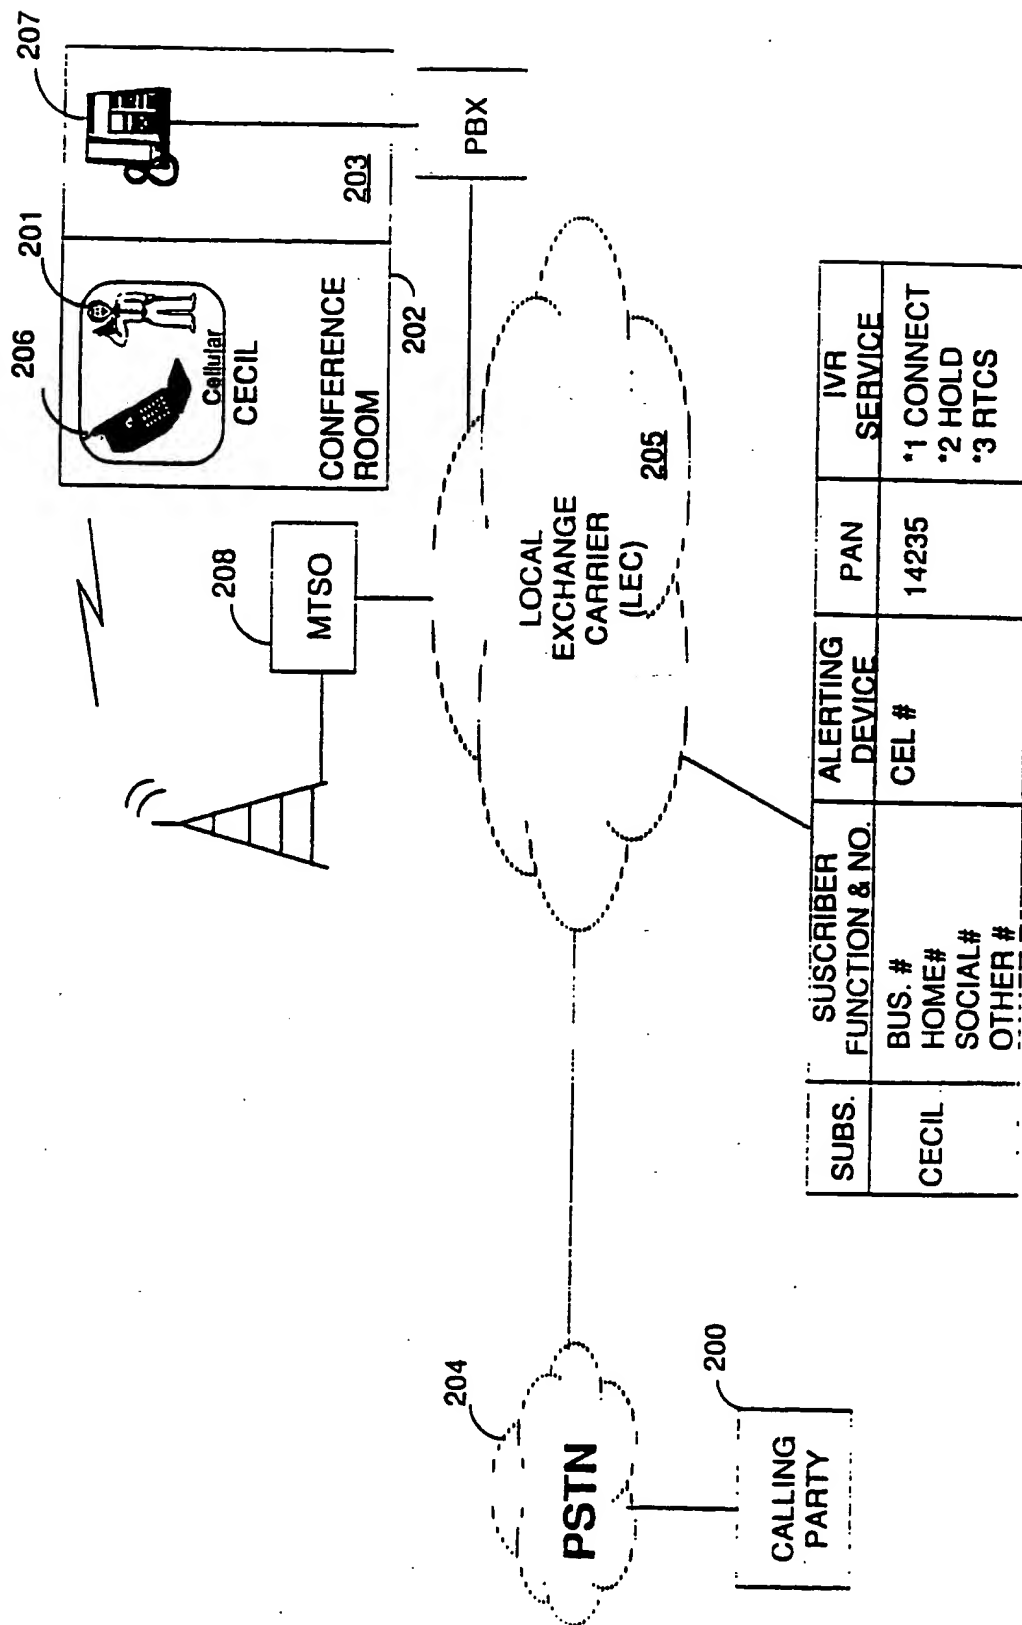 206
201
207
Cellular
CECIL
CONFERENCE
ROOM
202
203
PBX
208
MTSO
LOCAL
EXCHANGE
CARRIER
(LEC)
205
204
PSTN
200
CALLING
PARTY
SUBS.
SUSCRIBER
FUNCTION & NO.
ALERTING
DEVICE
PAN
IVR
SERVICE
CECIL
BUS. #
HOME#
SOCIAL#
OTHER #
CEL #
14235
*1 CONNECT
*2 HOLD
*3 RTCS